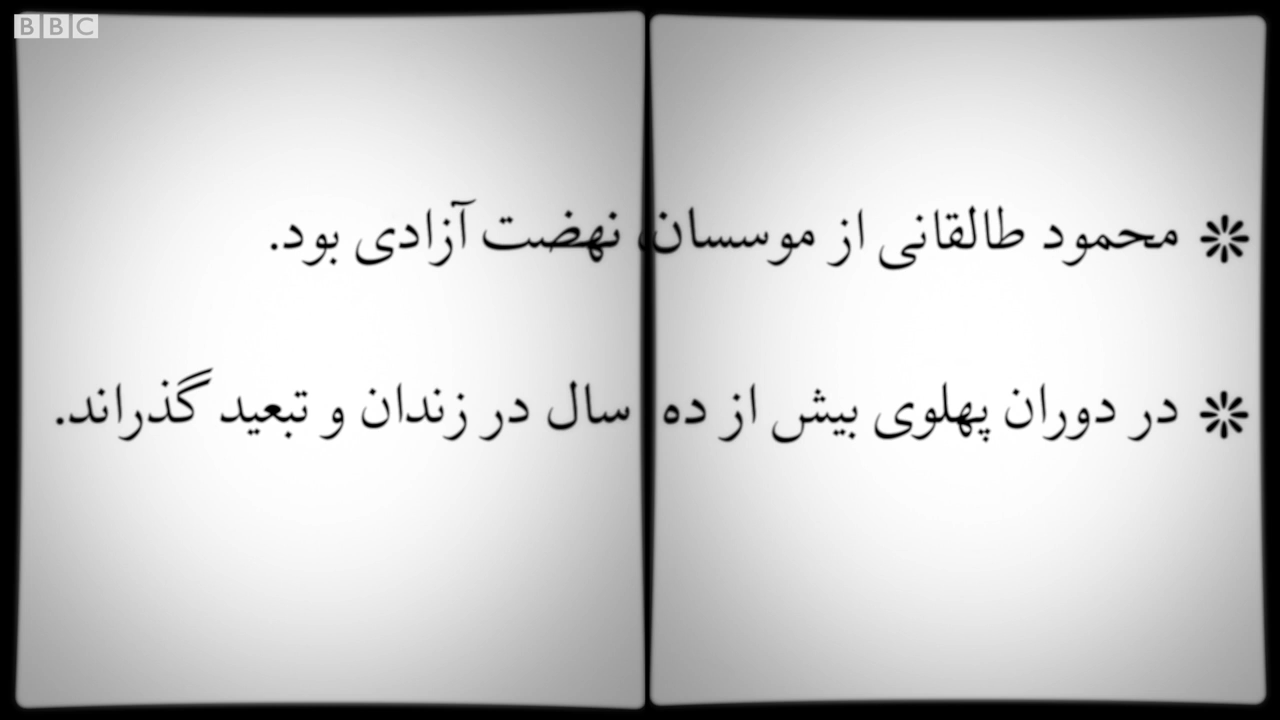 BBC
❊ محمود طالقانی از موسسان نهضت آزادی بود.
❊ در دوران پهلوی بیش از ده سال در زندان و تبعید گذراند.